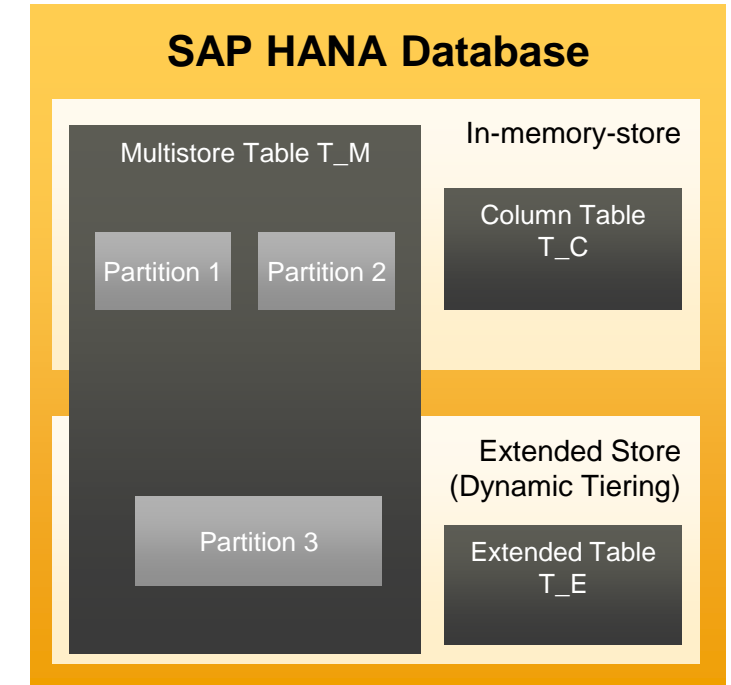 SAP HANA Database
Multistore Table T_M
In-memory-store
Column Table
T_C
Partition 1
Partition 2
Extended Store
(Dynamic Tiering)
Partition 3
Extended Table
T_E